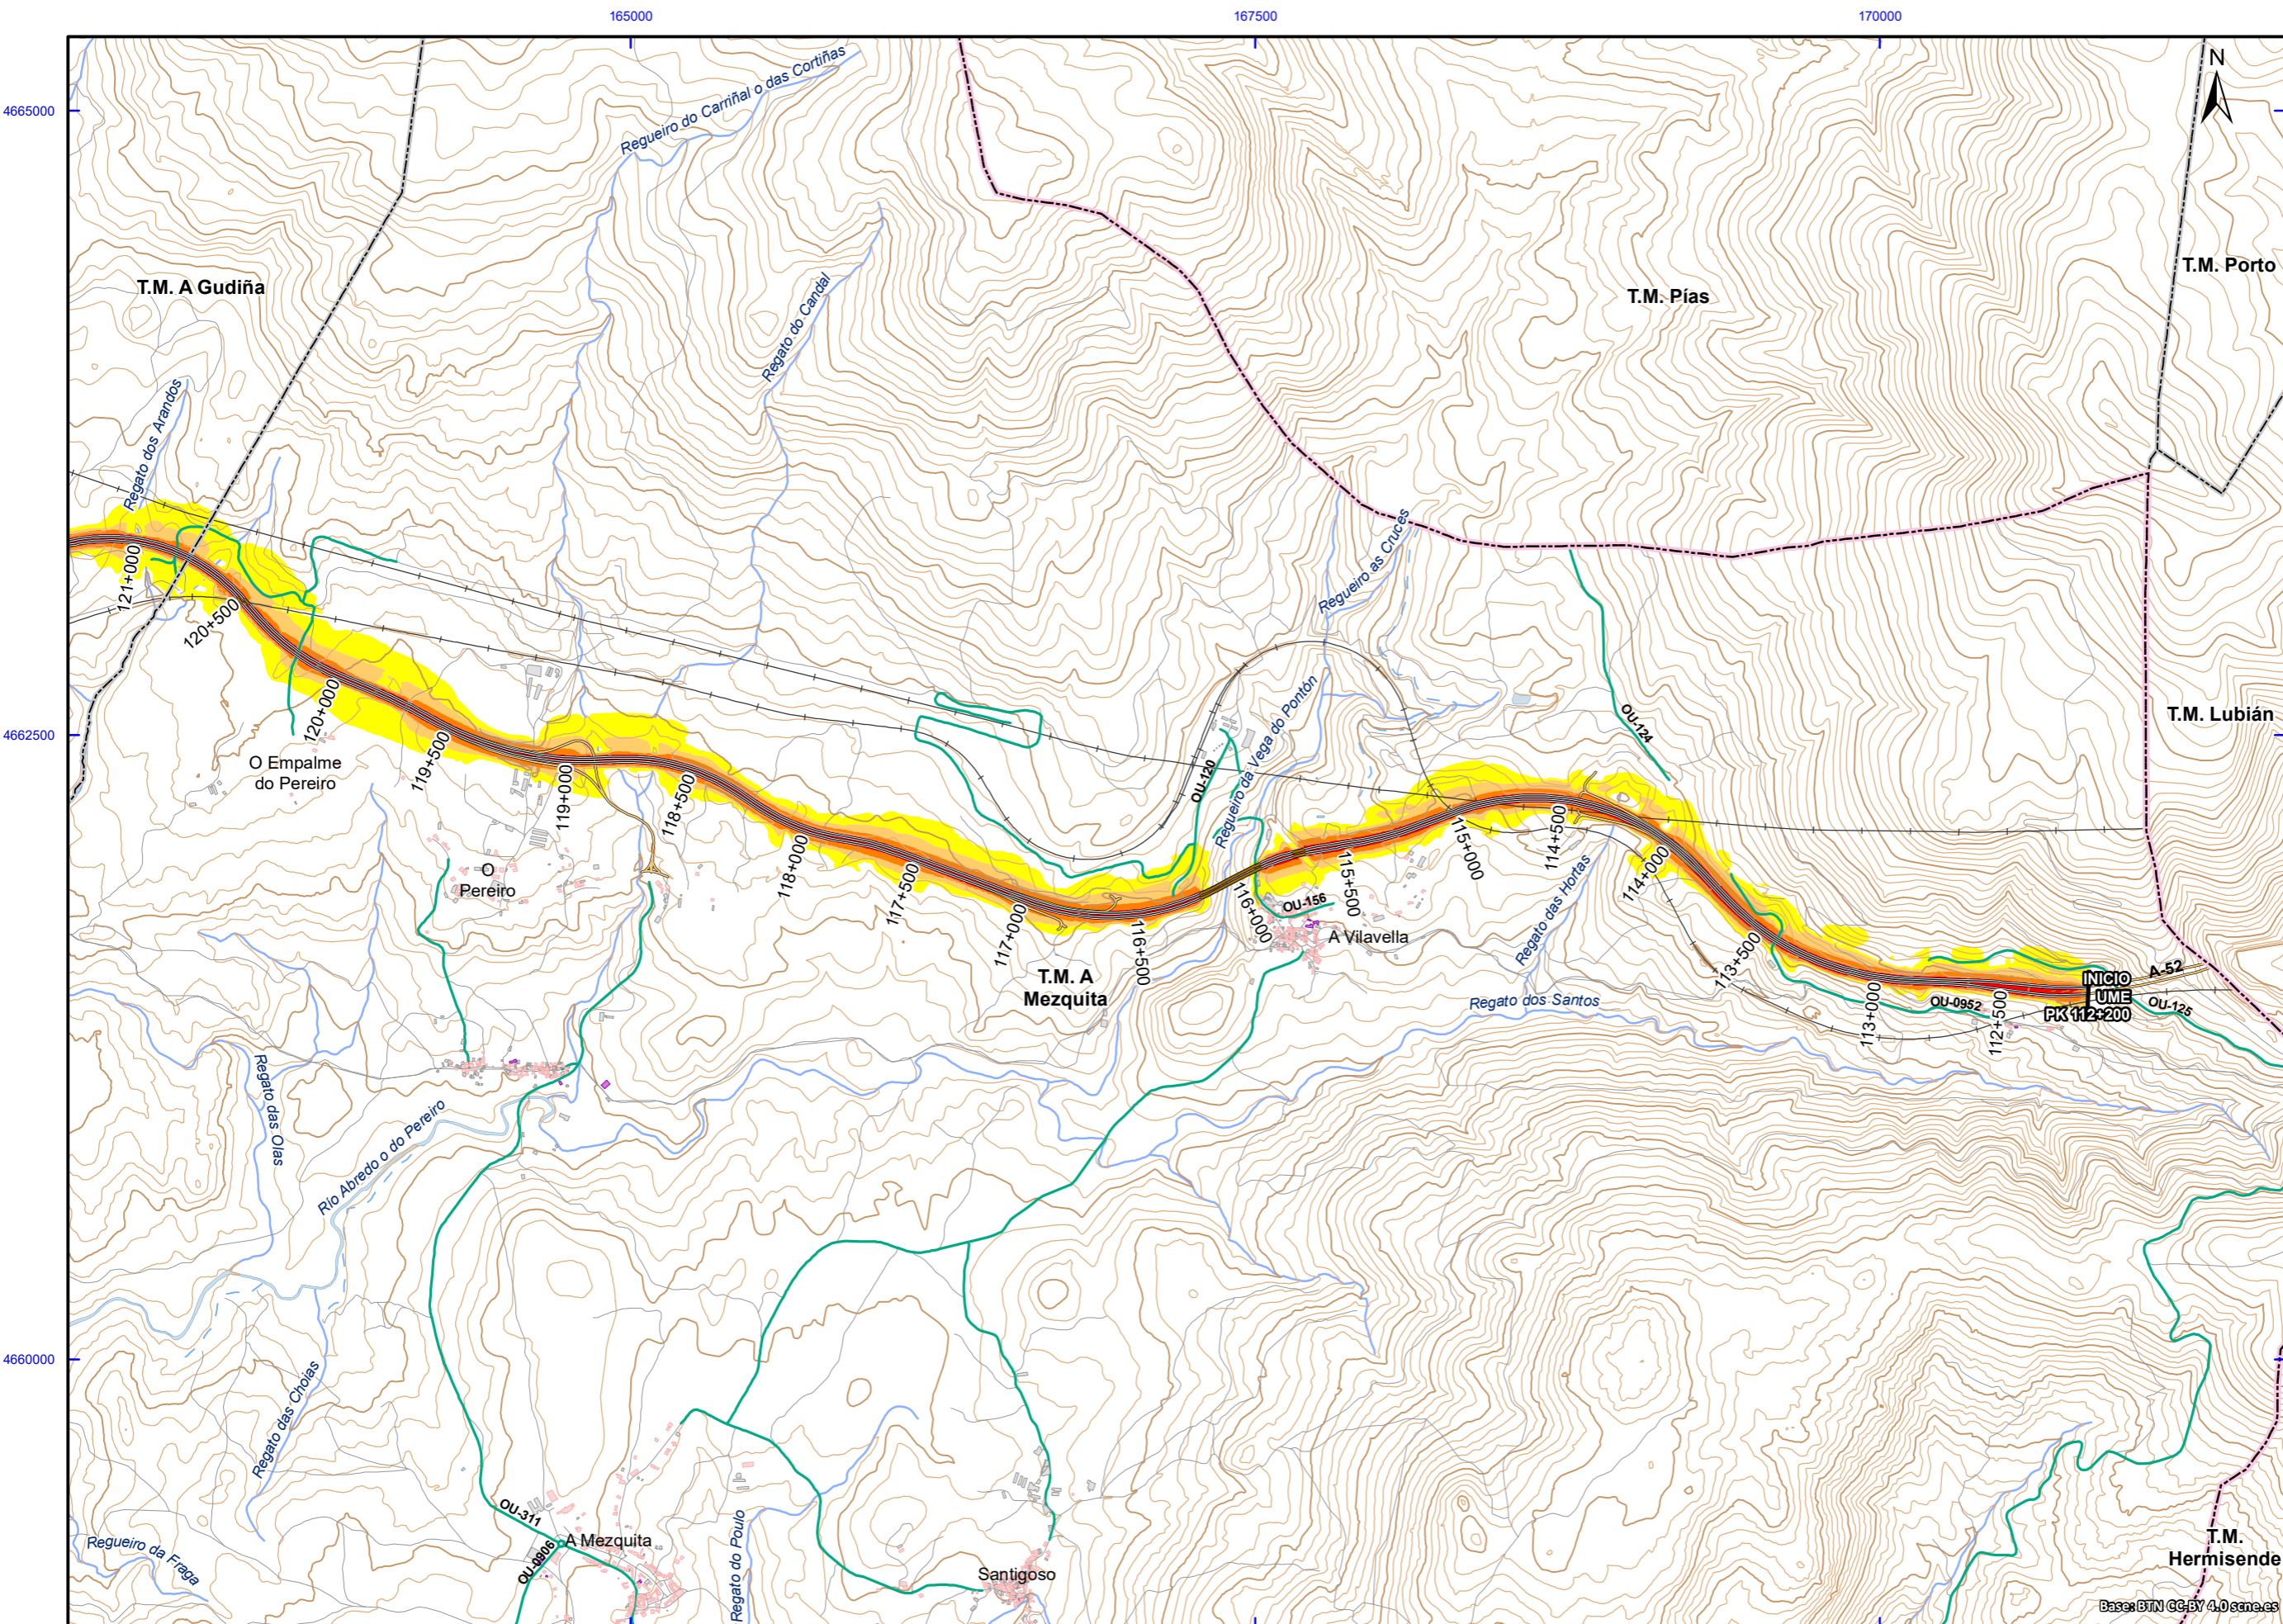 165000
167500
170000
4665000
4662500
4660000
N
Regueiro do Carriñal o das Cortiñas
T.M. A Gudiña
T.M. Pías
T.M. Porto
Regato do Candal
Regato dos Arandos
Regueiro as Cruces
121+000
120+500
120+000
119+500
119+000
118+500
118+000
117+500
117+000
116+500
116+000
115+500
115+000
114+500
114+000
113+500
113+000
112+500
O Empalme
do Pereiro
O
Pereiro
OU-120
Regueiro da Vega do Pontón
OU-124
T.M. Lubián
OU-156
A Vilavella
Regato das Hortas
T.M. A
Mezquita
Regato dos Santos
A-52
INICIO
UME
PK 112+200
OU-0952
OU-125
Regato das Olas
Río Abredo o do Pereiro
Regato das Choias
Regueiro da Fraga
OU-311
OU-0906
A Mezquita
Regato do Poulo
Santigoso
T.M.
Hermisende
Base: BTN CC-BY 4.0 scne.es